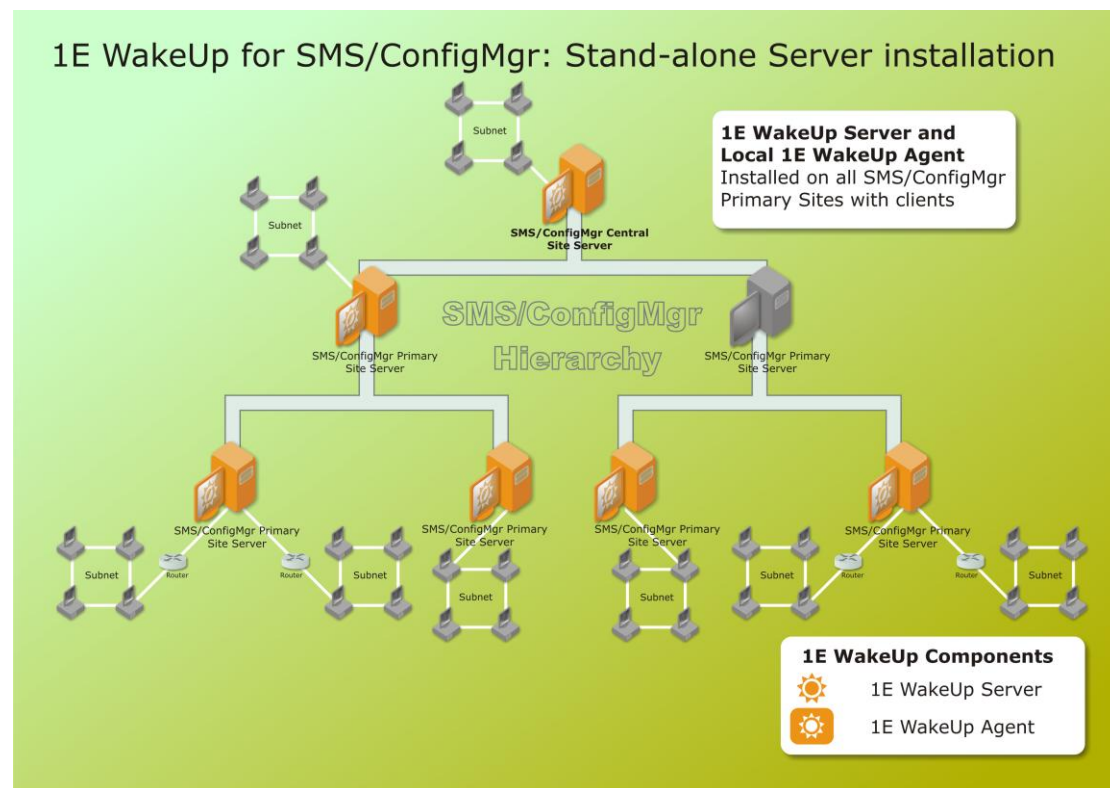 1E WakeUp for SMS/ConfigMgr: Stand-alone Server installation
Subnet
1E WakeUp Server and
Local 1E WakeUp Agent
Installed on all SMS/ConfigMgr
Primary Sites with clients
Subnet
SMS/ConfigMgr Central
Site Server
SMS/ConfigMgr
Hierarchy
SMS/ConfigMgr Primary
Site Server
SMS/ConfigMgr Primary
Site Server
SMS/ConfigMgr Primary
Site Server
SMS/ConfigMgr Primary
Site Server
SMS/ConfigMgr Primary
Site Server
SMS/ConfigMgr Primary
Site Server
Subnet
Router
Router
Subnet
Subnet
Subnet
Subnet
Router
Router
Subnet
1E WakeUp Components
1E WakeUp Server
1E WakeUp Agent